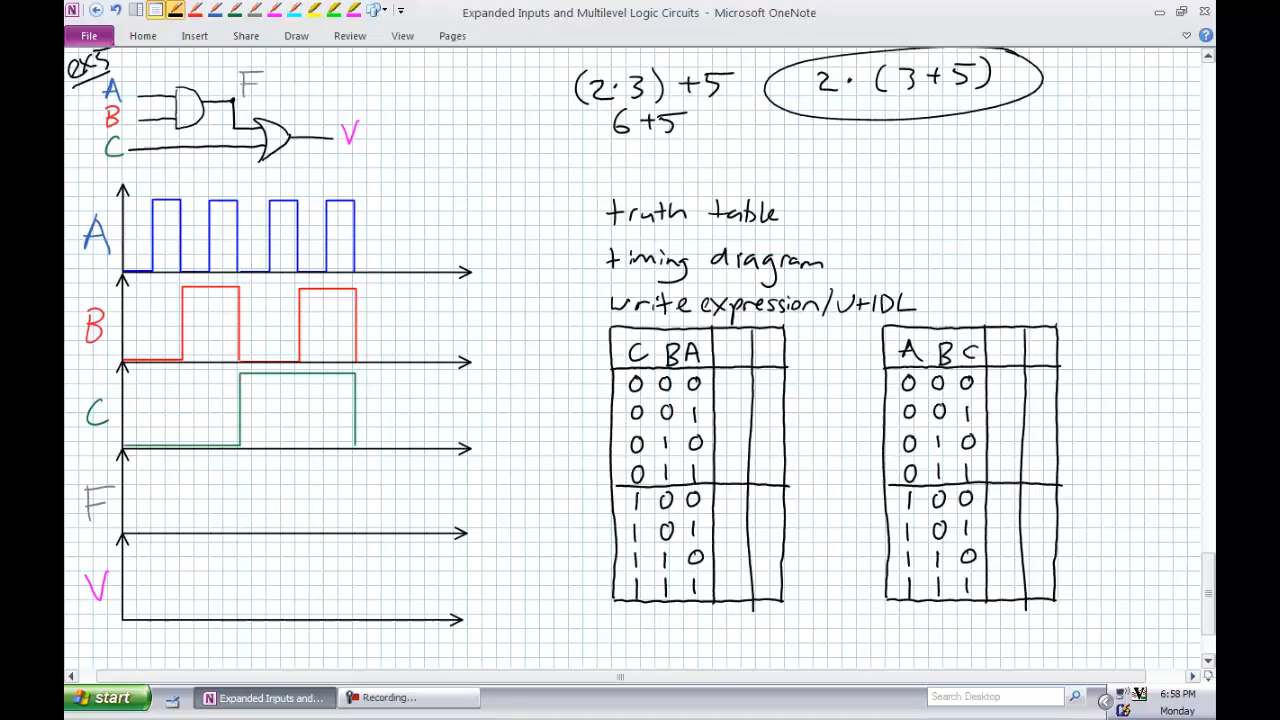 Expanded Inputs and Multilevel Logic Circuits - Microsoft OneNote
File Home Insert Share Draw Review View Pages
ex5
A
B
C
F
V
(2·3) +5
6+5
2·(3+5)
truth table
timing diagram
write expression/VHDL
A
B
C
F
V
C B A
0 0 0
0 0 1
0 1 0
0 1 1
1 0 0
1 0 1
1 1 0
1 1 1
A B C
0 0 0
0 0 1
0 1 0
0 1 1
1 0 0
1 0 1
1 1 0
1 1 1
start
Expanded Inputs and...
Recording...
Search Desktop
6:58 PM
Monday